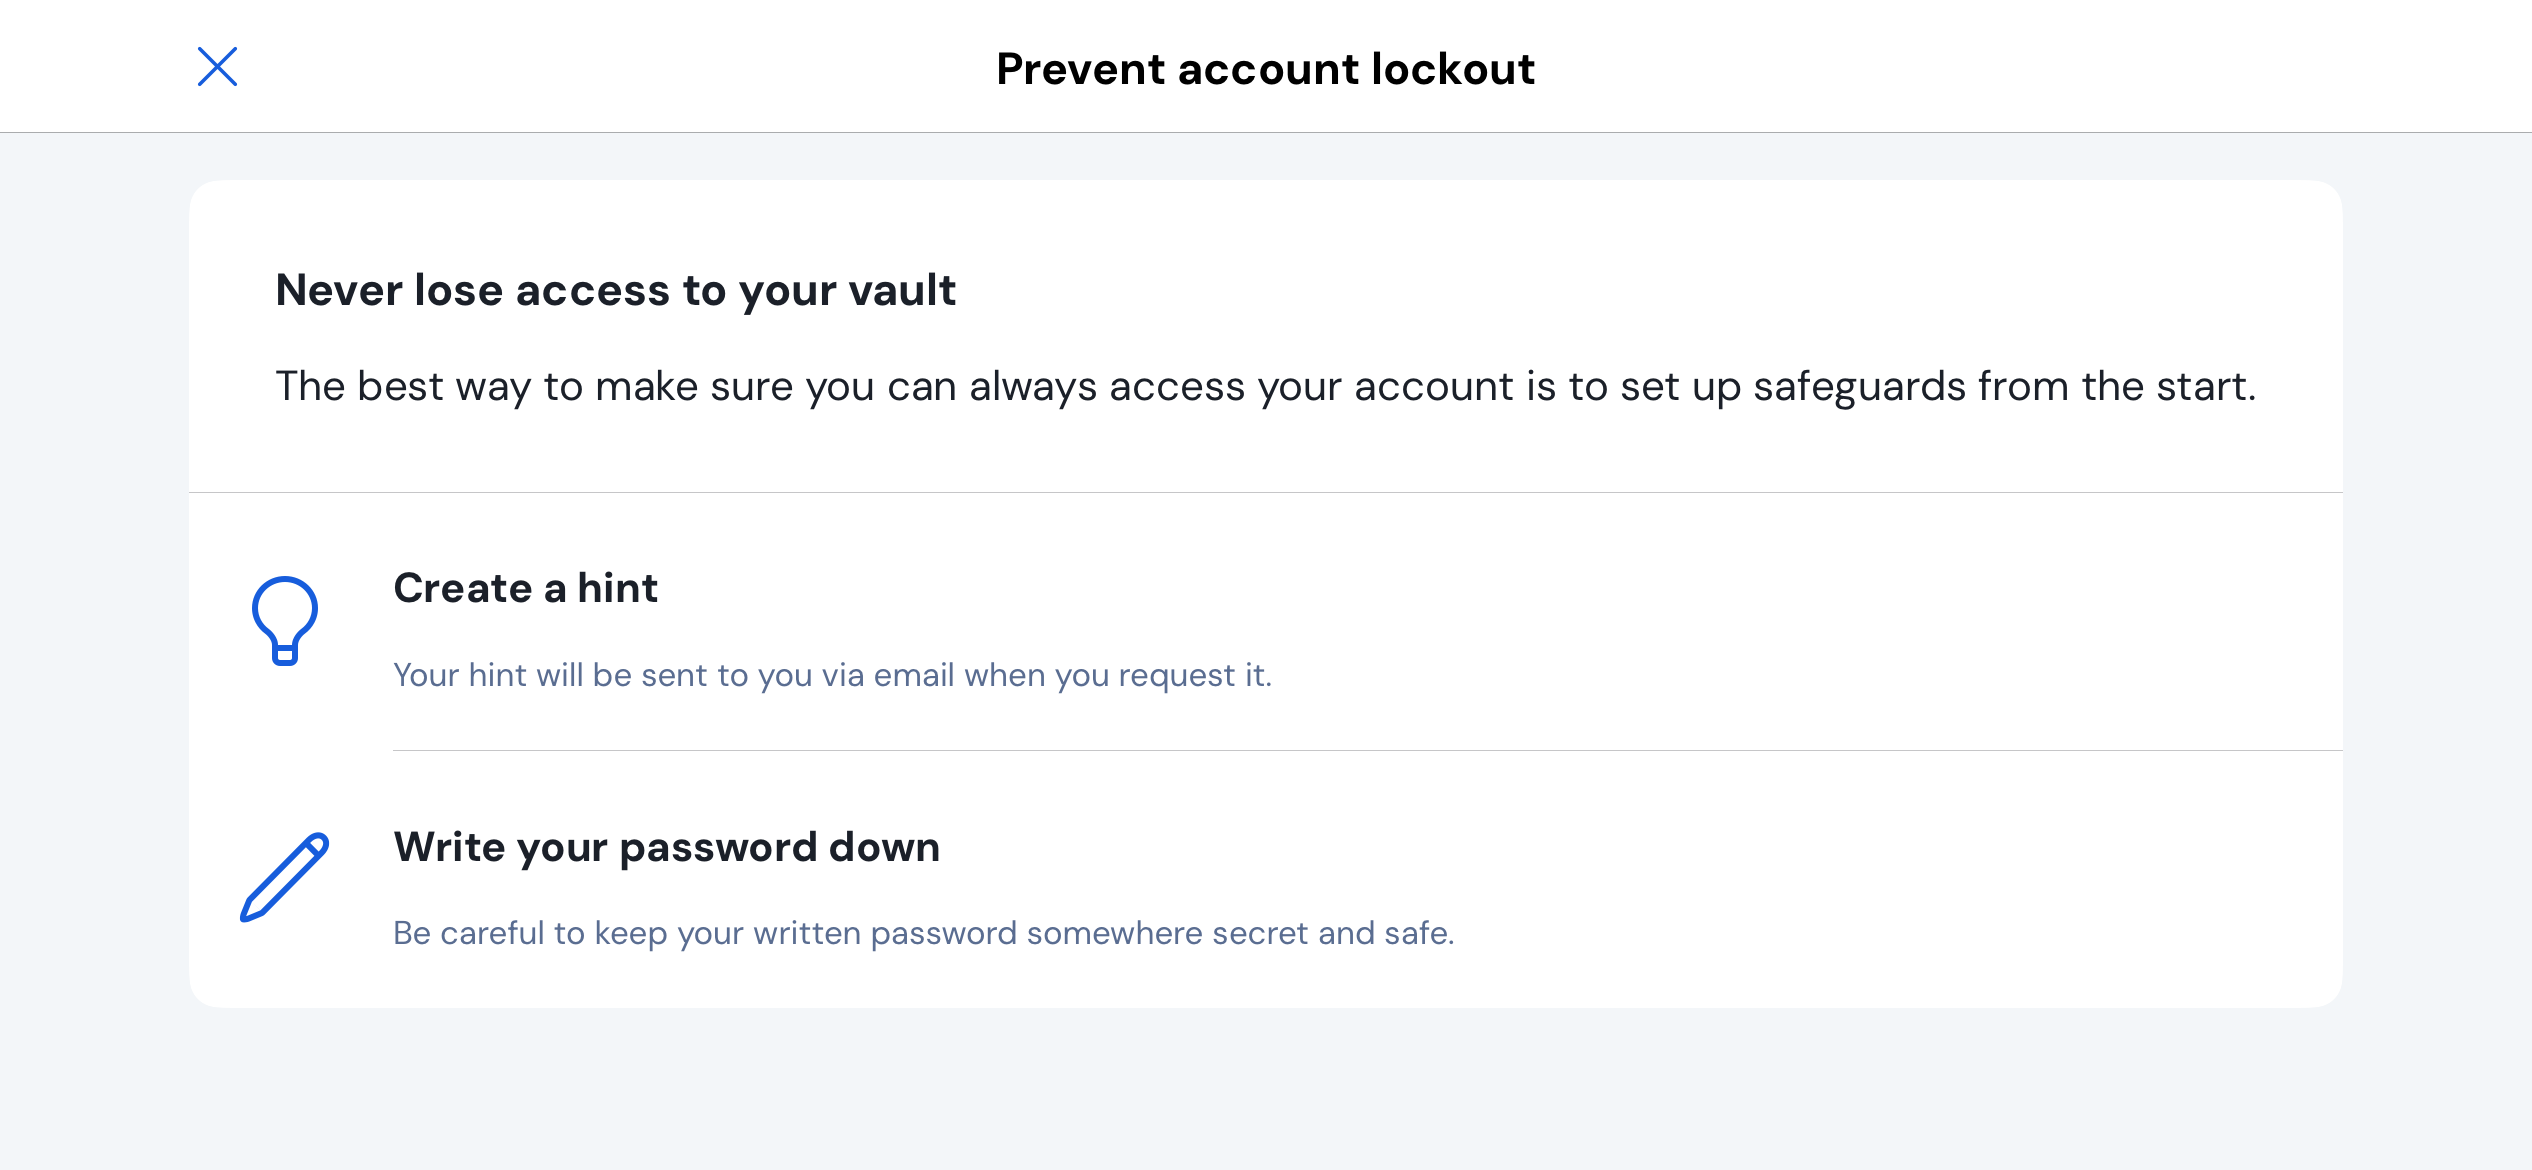 Prevent account lockout
Never lose access to your vault
The best way to make sure you can always access your account is to set up safeguards from the start.
Create a hint
Your hint will be sent to you via email when you request it.
Write your password down
Be careful to keep your written password somewhere secret and safe.